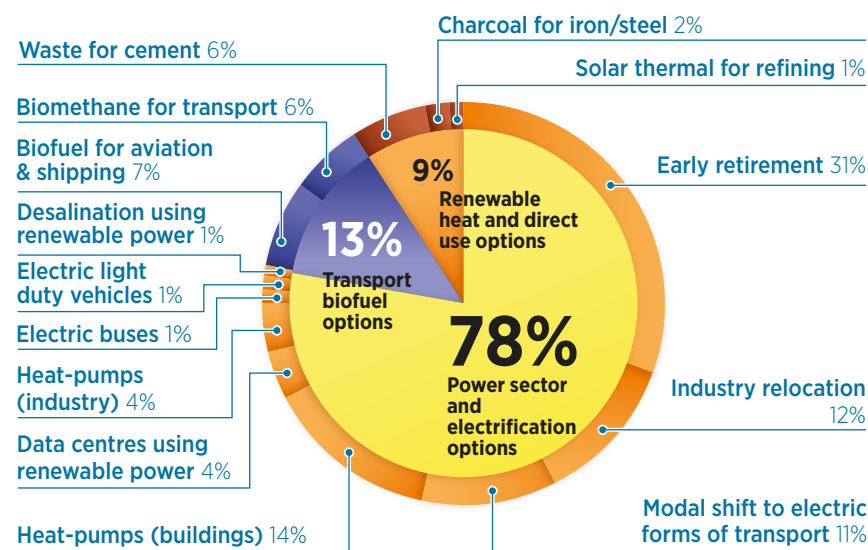 Charcoal for iron/steel 2%
Waste for cement 6%
Solar thermal for refining 1%
Biomethane for transport 6%
Biofuel for aviation
& shipping 7%
Early retirement 31%
9%
Renewable
heat and direct
use options
Desalination using
renewable power 1%
13%
Transport
biofuel
options
Electric light
duty vehicles 1%
Electric buses 1%
78%
Power sector
and
electrification
options
Heat-pumps
(industry) 4%
Industry relocation
12%
Data centres using
renewable power 4%
Heat-pumps (buildings) 14%
Modal shift to electric
forms of transport 11%